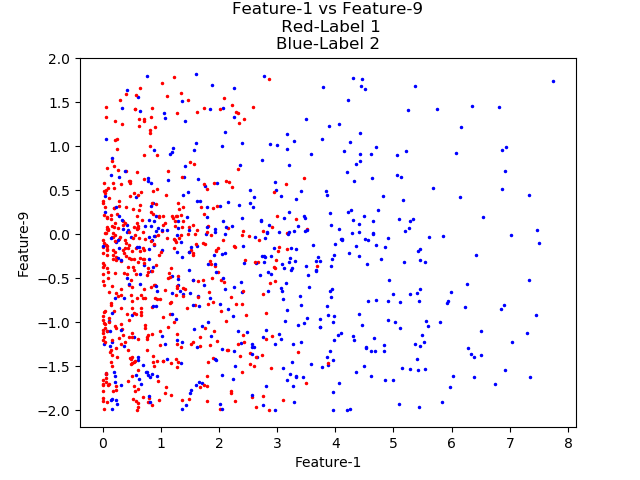 Feature-1 vs Feature-9
Red-Label 1
Blue-Label 2
2.0
1.5
1.0
0.5
0.0
−0.5
−1.0
−1.5
−2.0
Feature-9
0 1 2 3 4 5 6 7 8
Feature-1